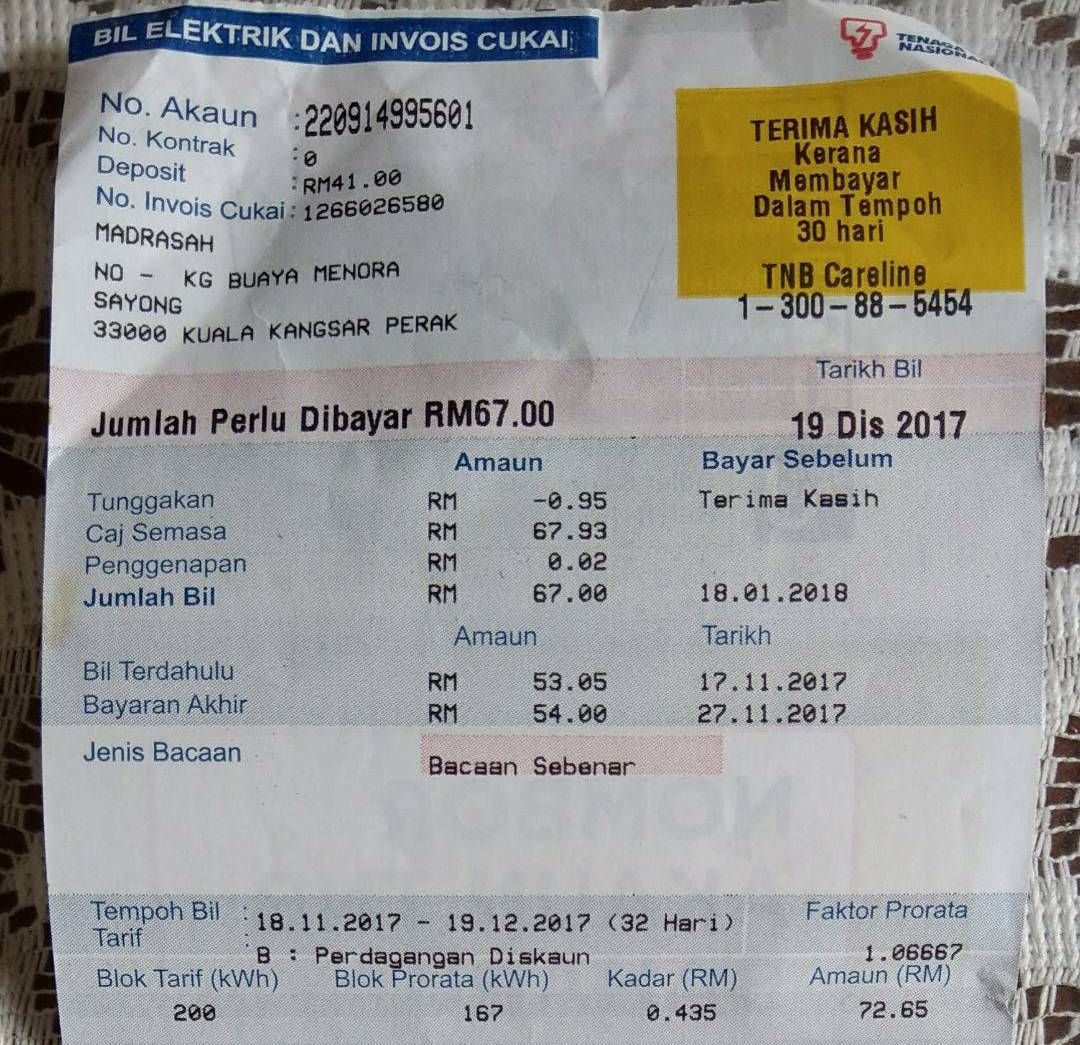 BIL ELEKTRIK DAN INVOIS CUKAI
TENAGA
NASIONAL
No. Akaun : 220914995601
No. Kontrak : 0
Deposit : RM41.00
No. Invois Cukai : 1266026580
MADRASAH
NO - KG BUAYA MENORA
SAYONG
33000 KUALA KANGSAR PERAK
TERIMA KASIH
Kerana
Membayar
Dalam Tempoh
30 hari
TNB Careline
1-300-88-5454
Tarikh Bil
Jumlah Perlu Dibayar RM67.00 19 Dis 2017
Amaun Bayar Sebelum
Tunggakan RM -0.95 Terima Kasih
Caj Semasa RM 67.93
Penggenapan RM 0.02
Jumlah Bil RM 67.00 18.01.2018
Amaun Tarikh
Bil Terdahulu RM 53.05 17.11.2017
Bayaran Akhir RM 54.00 27.11.2017
Jenis Bacaan Bacaan Sebenar
Tempoh Bil : 18.11.2017 - 19.12.2017 (32 Hari) Faktor Prorata
Tarif : B : Perdagangan Diskaun 1.06667
Blok Tarif (kWh) Blok Prorata (kWh) Kadar (RM) Amaun (RM)
200 167 0.435 72.65